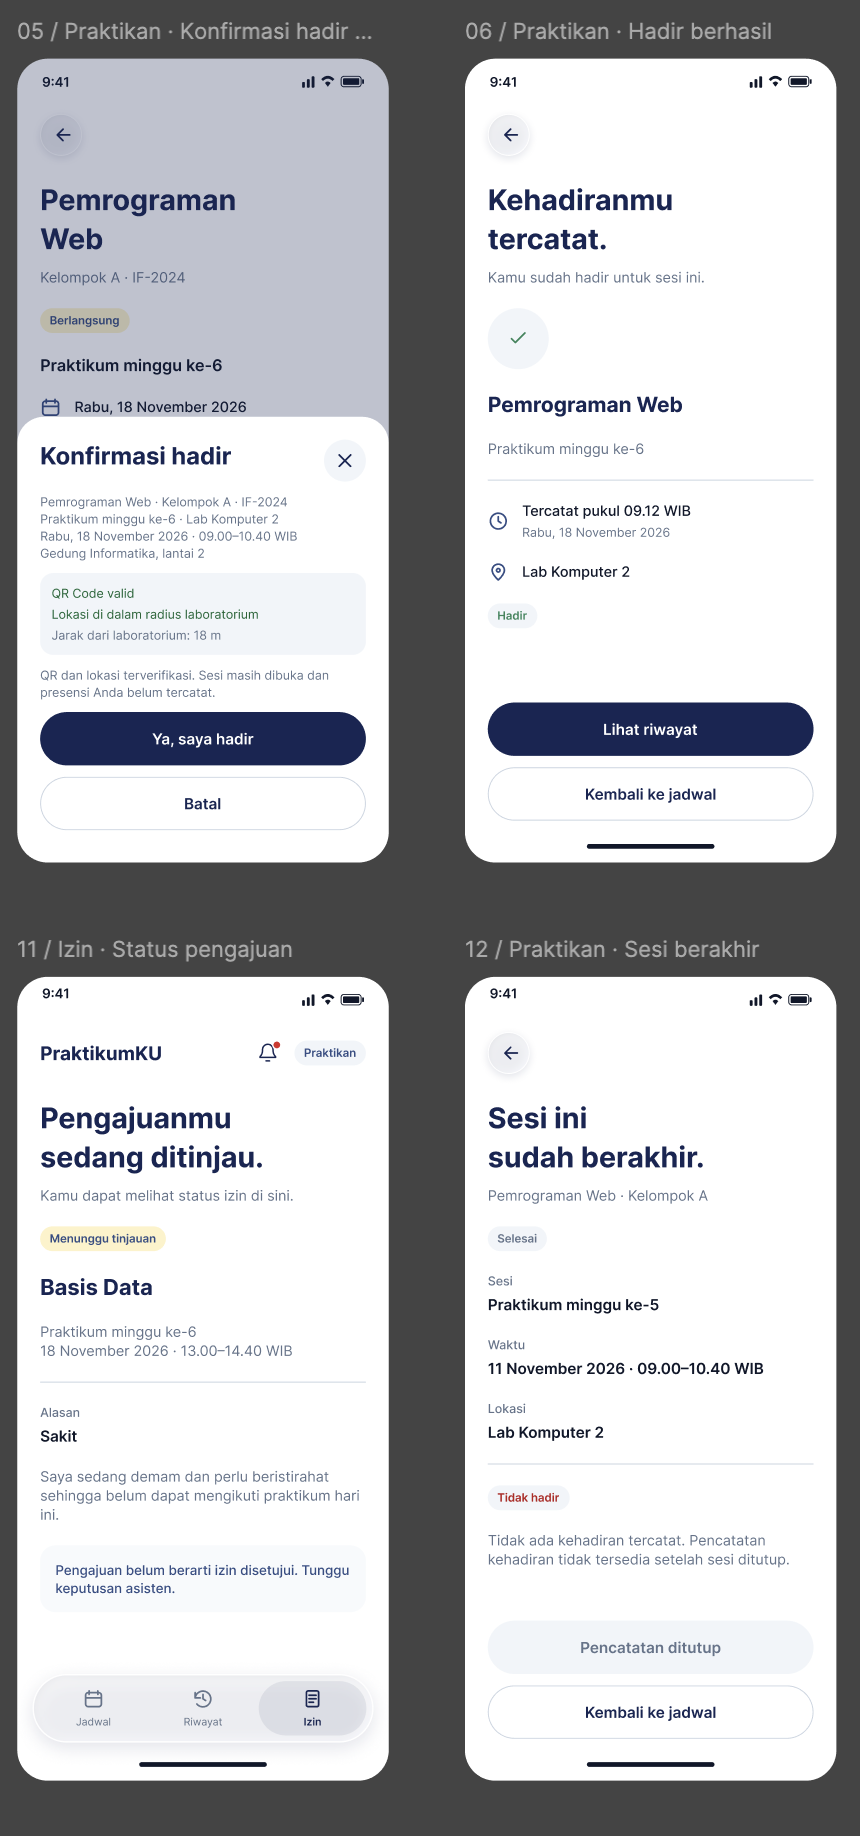 05 / Praktikan · Konfirmasi hadir ...
9:41
Pemrograman
Web
Kelompok A · IF-2024
Berlangsung
Praktikum minggu ke-6
Rabu, 18 November 2026
Konfirmasi hadir
Pemrograman Web · Kelompok A · IF-2024
Praktikum minggu ke-6 · Lab Komputer 2
Rabu, 18 November 2026 · 09.00–10.40 WIB
Gedung Informatika, lantai 2
QR Code valid
Lokasi di dalam radius laboratorium
Jarak dari laboratorium: 18 m
QR dan lokasi terverifikasi. Sesi masih dibuka dan
presensi Anda belum tercatat.
Ya, saya hadir
Batal
06 / Praktikan · Hadir berhasil
9:41
Kehadiranmu
tercatat.
Kamu sudah hadir untuk sesi ini.
Pemrograman Web
Praktikum minggu ke-6
Tercatat pukul 09.12 WIB
Rabu, 18 November 2026
Lab Komputer 2
Hadir
Lihat riwayat
Kembali ke jadwal
11 / Izin · Status pengajuan
9:41
PraktikumKU
Praktikan
Pengajuanmu
sedang ditinjau.
Kamu dapat melihat status izin di sini.
Menunggu tinjauan
Basis Data
Praktikum minggu ke-6
18 November 2026 · 13.00–14.40 WIB
Alasan
Sakit
Saya sedang demam dan perlu beristirahat
sehingga belum dapat mengikuti praktikum hari
ini.
Pengajuan belum berarti izin disetujui. Tunggu
keputusan asisten.
Jadwal
Riwayat
Izin
12 / Praktikan · Sesi berakhir
9:41
Sesi ini
sudah berakhir.
Pemrograman Web · Kelompok A
Selesai
Sesi
Praktikum minggu ke-5
Waktu
11 November 2026 · 09.00–10.40 WIB
Lokasi
Lab Komputer 2
Tidak hadir
Tidak ada kehadiran tercatat. Pencatatan
kehadiran tidak tersedia setelah sesi ditutup.
Pencatatan ditutup
Kembali ke jadwal